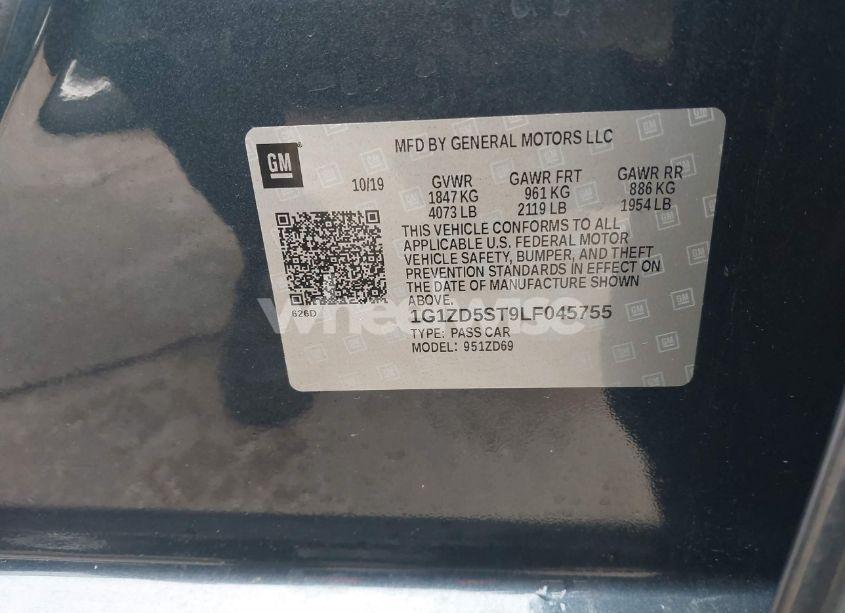 MFD BY GENERAL MOTORS LLC
GM
10/19 GVWR GAWR FRT GAWR RR
1847 KG 961 KG 886 KG
4073 LB 2119 LB 1954 LB
THIS VEHICLE CONFORMS TO ALL
APPLICABLE U.S. FEDERAL MOTOR
VEHICLE SAFETY, BUMPER, AND THEFT
PREVENTION STANDARDS IN EFFECT ON
THE DATE OF MANUFACTURE SHOWN
ABOVE.
626D
1G1ZD5ST9LF045755
TYPE: PASS CAR
MODEL: 951ZD69
wheelwise